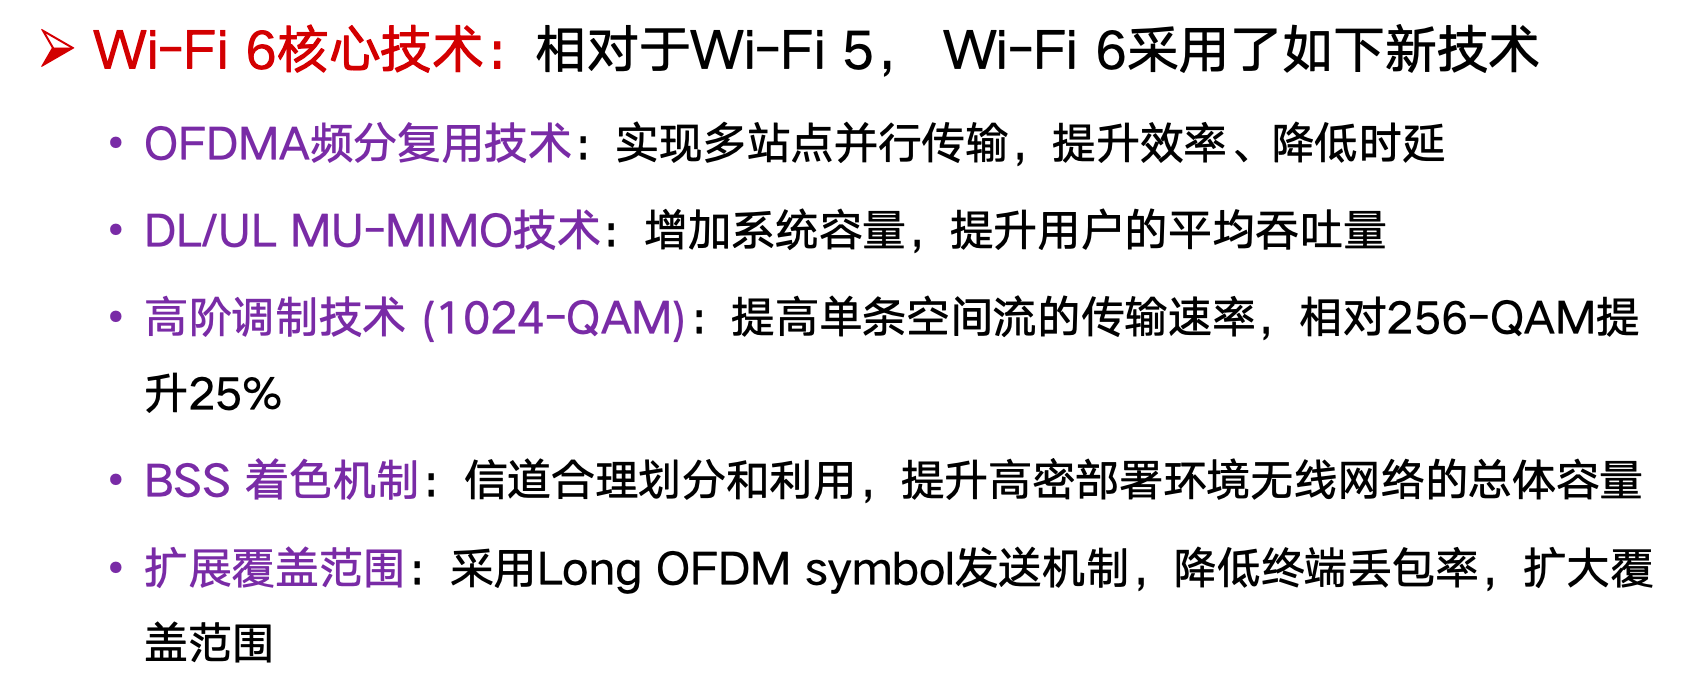 ➢ Wi-Fi 6核心技术：相对于Wi-Fi 5， Wi-Fi 6采用了如下新技术
• OFDMA频分复用技术：实现多站点并行传输，提升效率、降低时延
• DL/UL MU-MIMO技术：增加系统容量，提升用户的平均吞吐量
• 高阶调制技术 (1024-QAM)：提高单条空间流的传输速率，相对256-QAM提
升25%
• BSS 着色机制：信道合理划分和利用，提升高密部署环境无线网络的总体容量
• 扩展覆盖范围：采用Long OFDM symbol发送机制，降低终端丢包率，扩大覆
盖范围